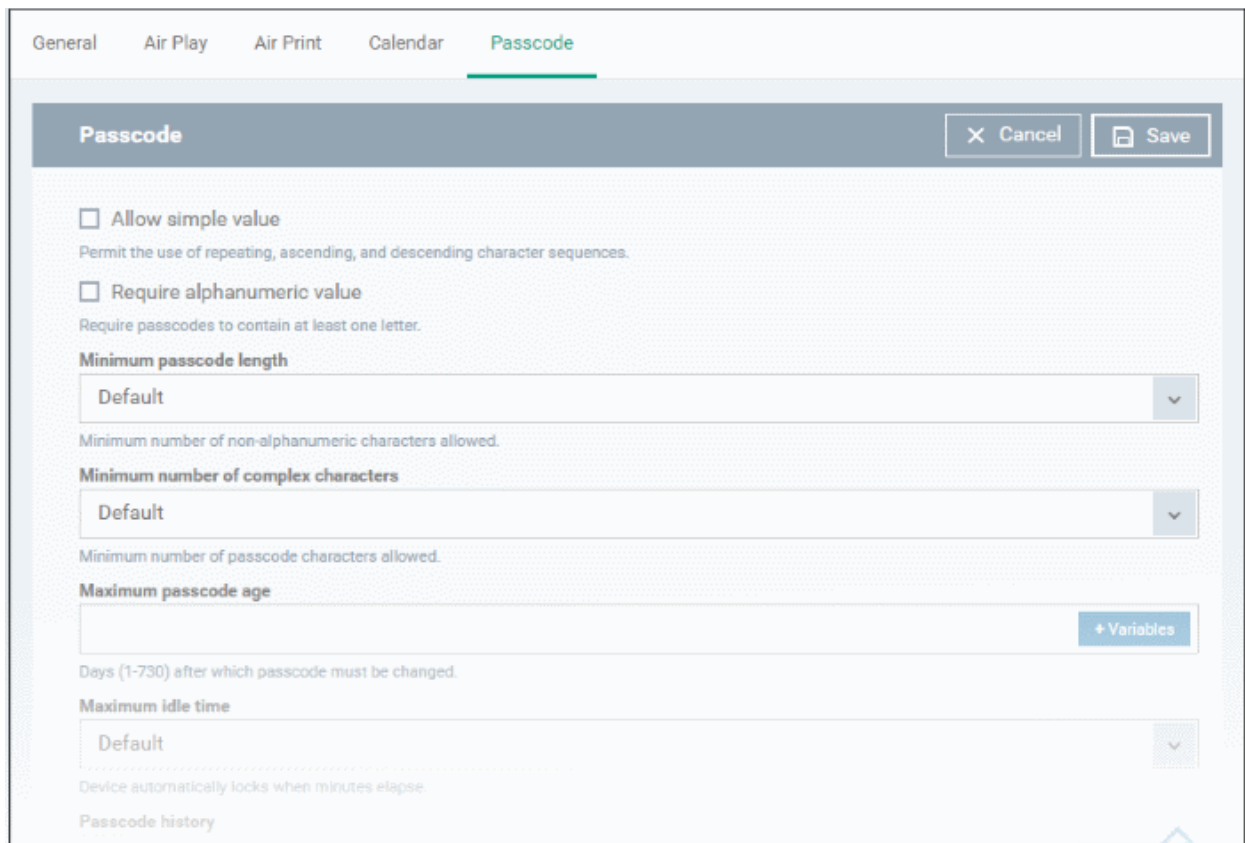 General Air Play Air Print Calendar Passcode
Passcode Cancel Save
Allow simple value
Permit the use of repeating, ascending, and descending character sequences.
Require alphanumeric value
Require passcodes to contain at least one letter.
Minimum passcode length
Default
Minimum number of non-alphanumeric characters allowed.
Minimum number of complex characters
Default
Minimum number of passcode characters allowed.
Maximum passcode age
+ Variables
Days (1-730) after which passcode must be changed.
Maximum idle time
Default
Device automatically locks when minutes elapse.
Passcode history